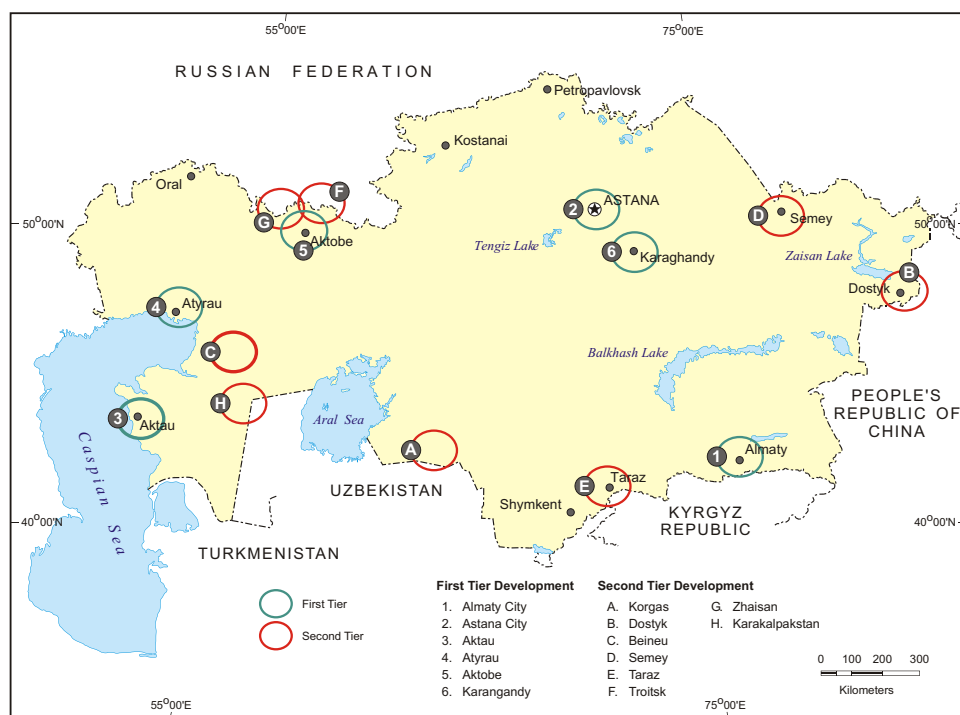 55°00'E 75°00'E
RUSSIAN FEDERATION
Petropavlovsk
Kostanai
Oral
F
ASTANA
2
D
Semey
G
50°00'N
50°00'N
Aktobe
5
Tengiz Lake
6
Karaghandy
Zaisan Lake
B
Dostyk
4
Atyrau
C
Balkhash Lake
H
PEOPLE'S
REPUBLIC OF
CHINA
3
Aktau
Aral Sea
A
1
Almaty
Caspian Sea
E
Taraz
UZBEKISTAN
Shymkent
KYRGYZ
REPUBLIC
40°00'N
40°00'N
TURKMENISTAN
First Tier
Second Tier
First Tier Development
1. Almaty City
2. Astana City
3. Aktau
4. Atyrau
5. Aktobe
6. Karangandy
Second Tier Development
A. Korgas
B. Dostyk
C. Beineu
D. Semey
E. Taraz
F. Troitsk
G. Zhaisan
H. Karakalpakstan
0 100 200 300
Kilometers
55°00'E 75°00'E